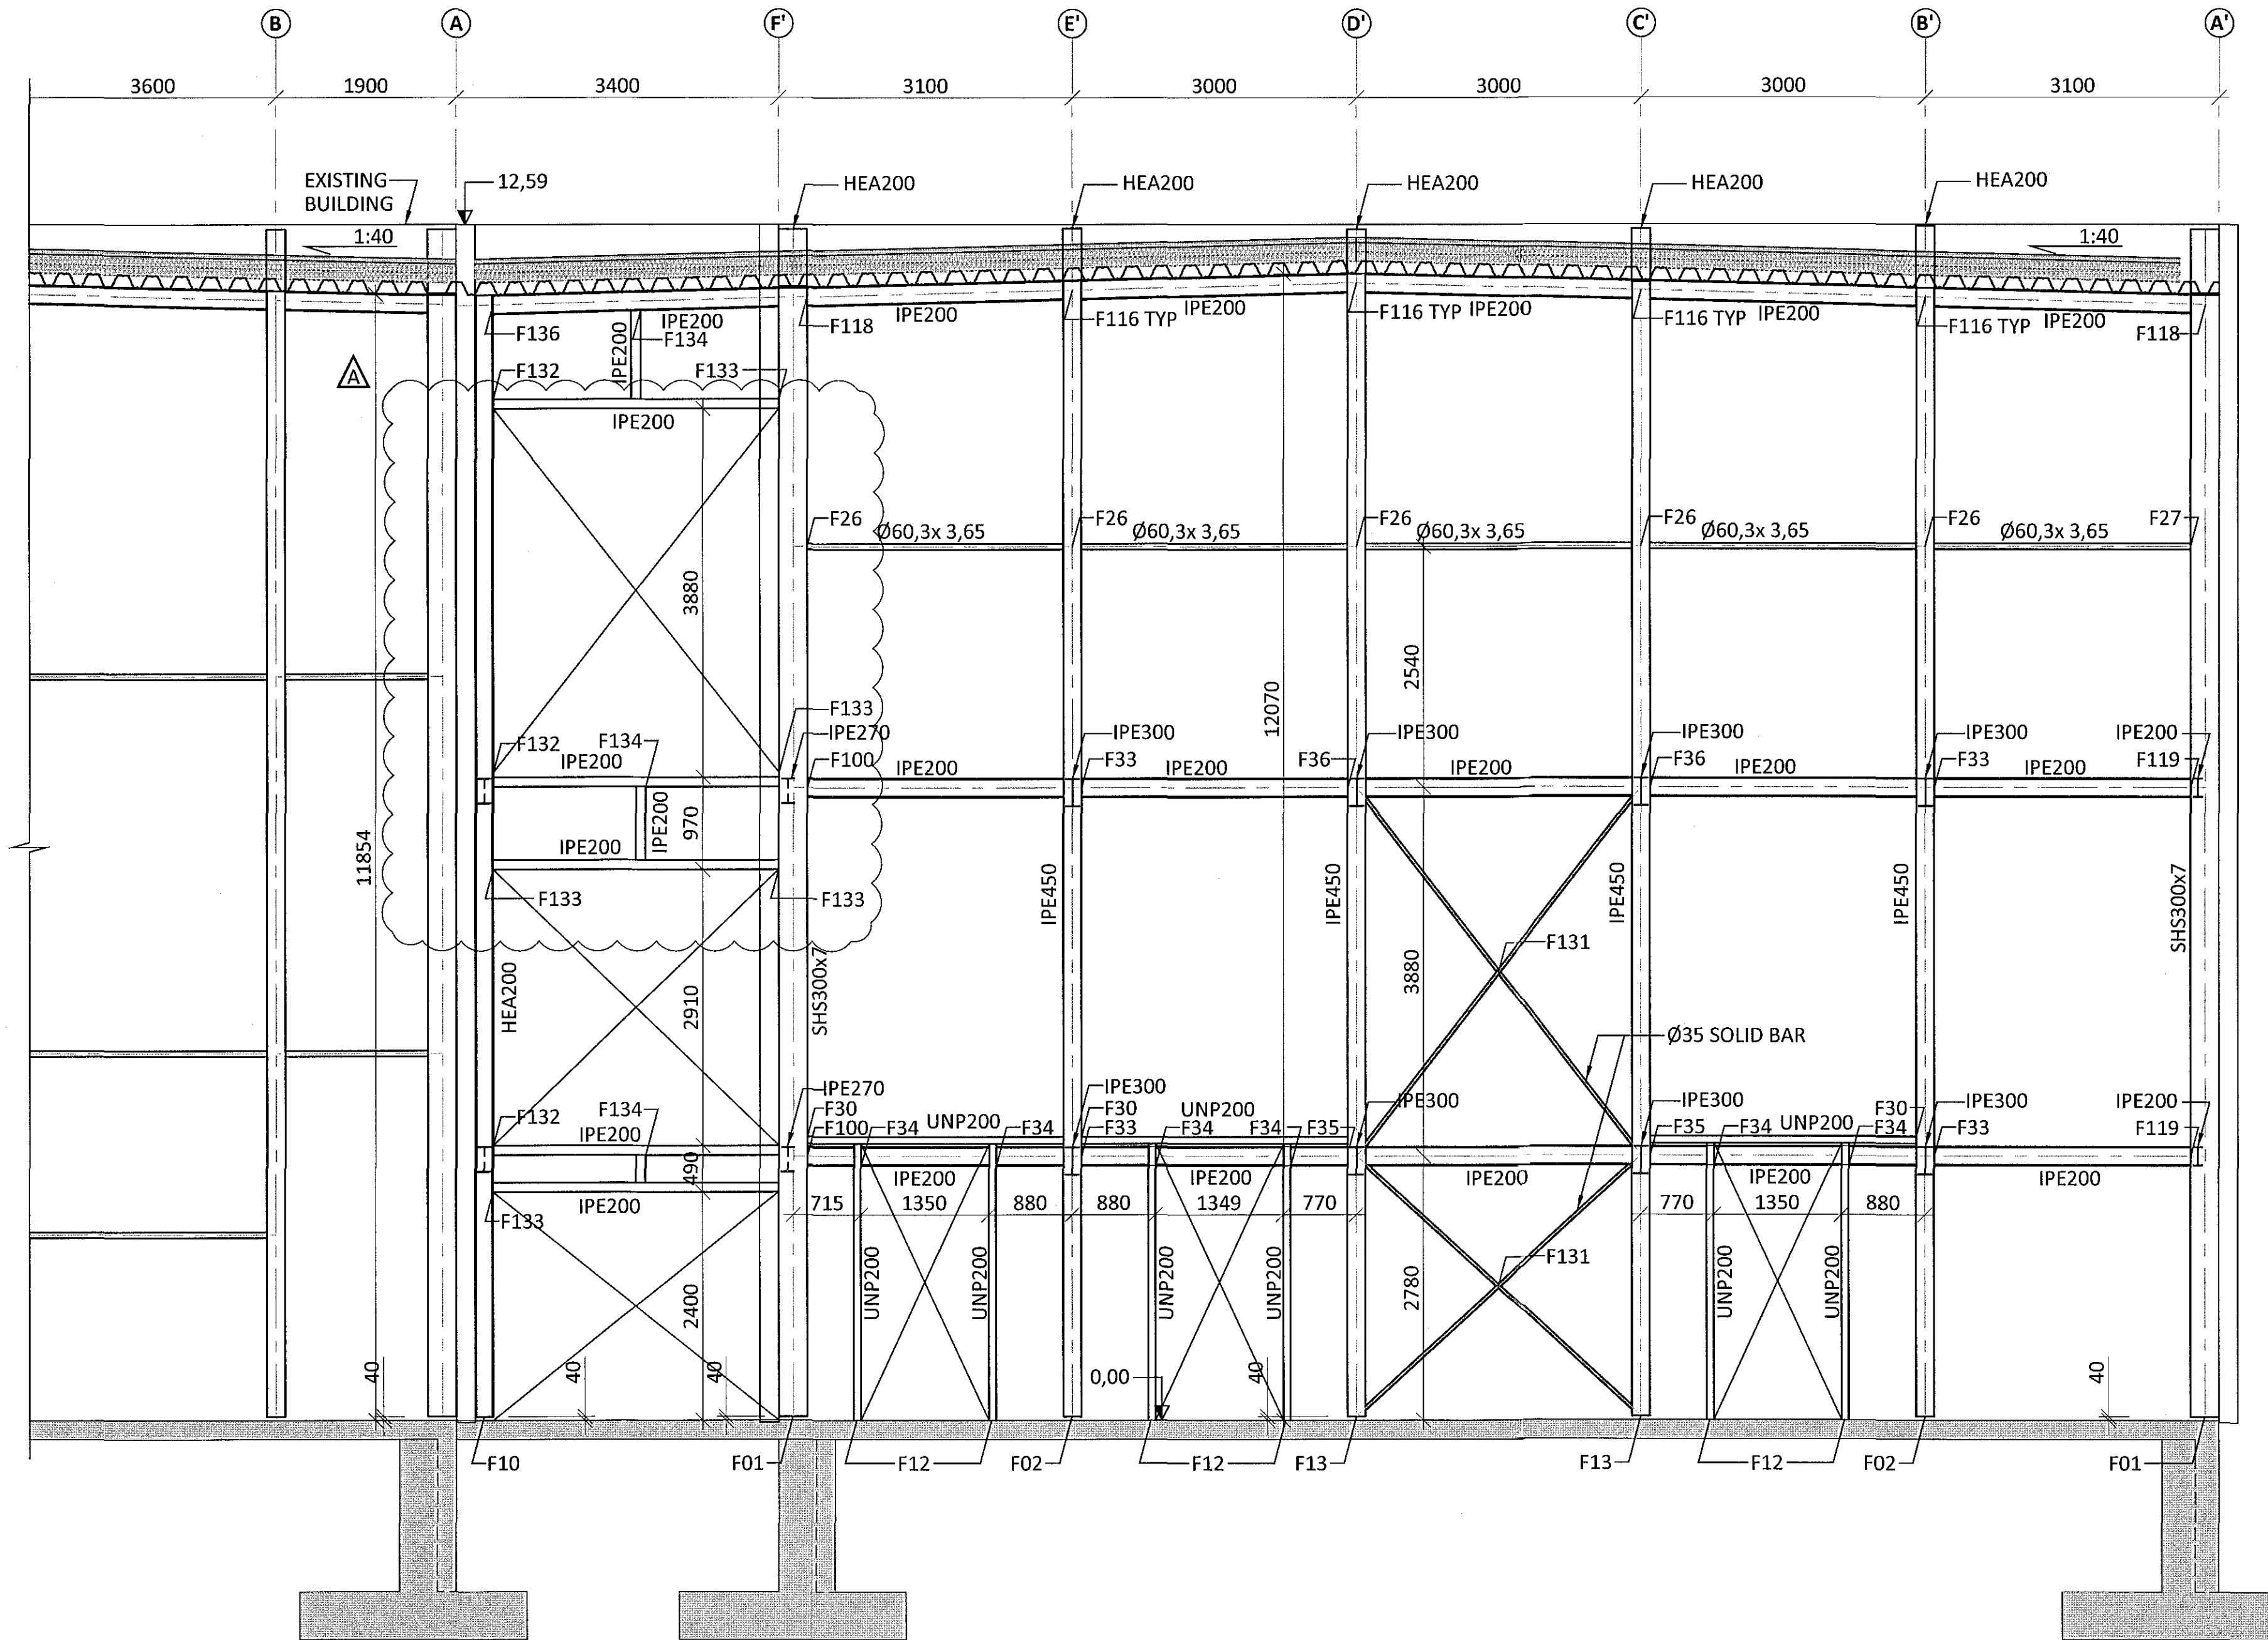 B A F' E' D' C' B' A'
3600 1900 3400 3100 3000 3000 3000 3100
EXISTING
BUILDING
12,59
HEA200 HEA200 HEA200 HEA200 HEA200
1:40 1:40
IPE200 IPE200 IPE200 IPE200 IPE200 IPE200
F136 F134 F118 F116 TYP F116 TYP F116 TYP F116 TYP F118
IPE200
A
F132 F133
IPE200
F26 F26 F26 F26 F26 F27
Ø60,3x 3,65 Ø60,3x 3,65 Ø60,3x 3,65 Ø60,3x 3,65 Ø60,3x 3,65
3880
2540
12070
F133
IPE270 IPE300 IPE300 IPE300 IPE300 IPE200
F132 F134
IPE200
F100 F33 F36 F36 F33 F119
IPE200 IPE200 IPE200 IPE200 IPE200
IPE200
970
IPE200
11854
F133 F133
IPE450 IPE450 IPE450 IPE450
SHS300x7
F131
HEA200
2910
SHS300x7
3880
Ø35 SOLID BAR
IPE270 IPE300 IPE300 IPE300 IPE300 IPE200
F132 F134
IPE200
F30 UNP200 F30 UNP200 F30
F100 F34 F34 F33 F34 F34 F35 F35 F34 UNP200 F34 F33 F119
490
IPE200 IPE200 IPE200 IPE200 IPE200
IPE200
F133
715 1350 880 880 1349 770 770 1350 880
UNP200 UNP200 UNP200 UNP200 UNP200 UNP200
F131
2400
2780
40 40 40 40 40
0,00
F10 F01 F12 F02 F12 F13 F13 F12 F02 F01